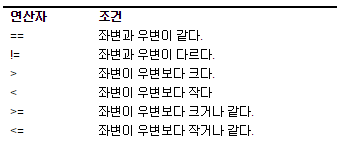 연산자 조건
== 좌변과 우변이 같다.
!= 좌변과 우변이 다르다.
> 좌변이 우변보다 크다.
< 좌변이 우변보다 작다
>= 좌변이 우변보다 크거나 같다.
<= 좌변이 우변보다 작거나 같다.